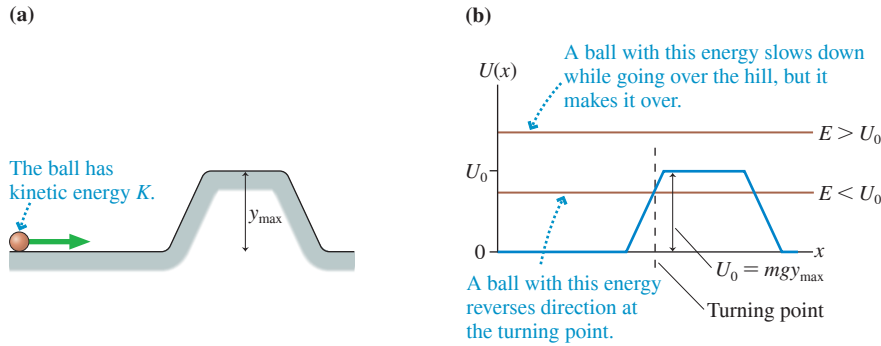 (a)
The ball has
kinetic energy K.
y_max
(b)
A ball with this energy slows down
while going over the hill, but it
makes it over.
U(x)
E > U₀
U₀
E < U₀
0
x
U₀ = mgy_max
A ball with this energy
reverses direction at
the turning point.
Turning point